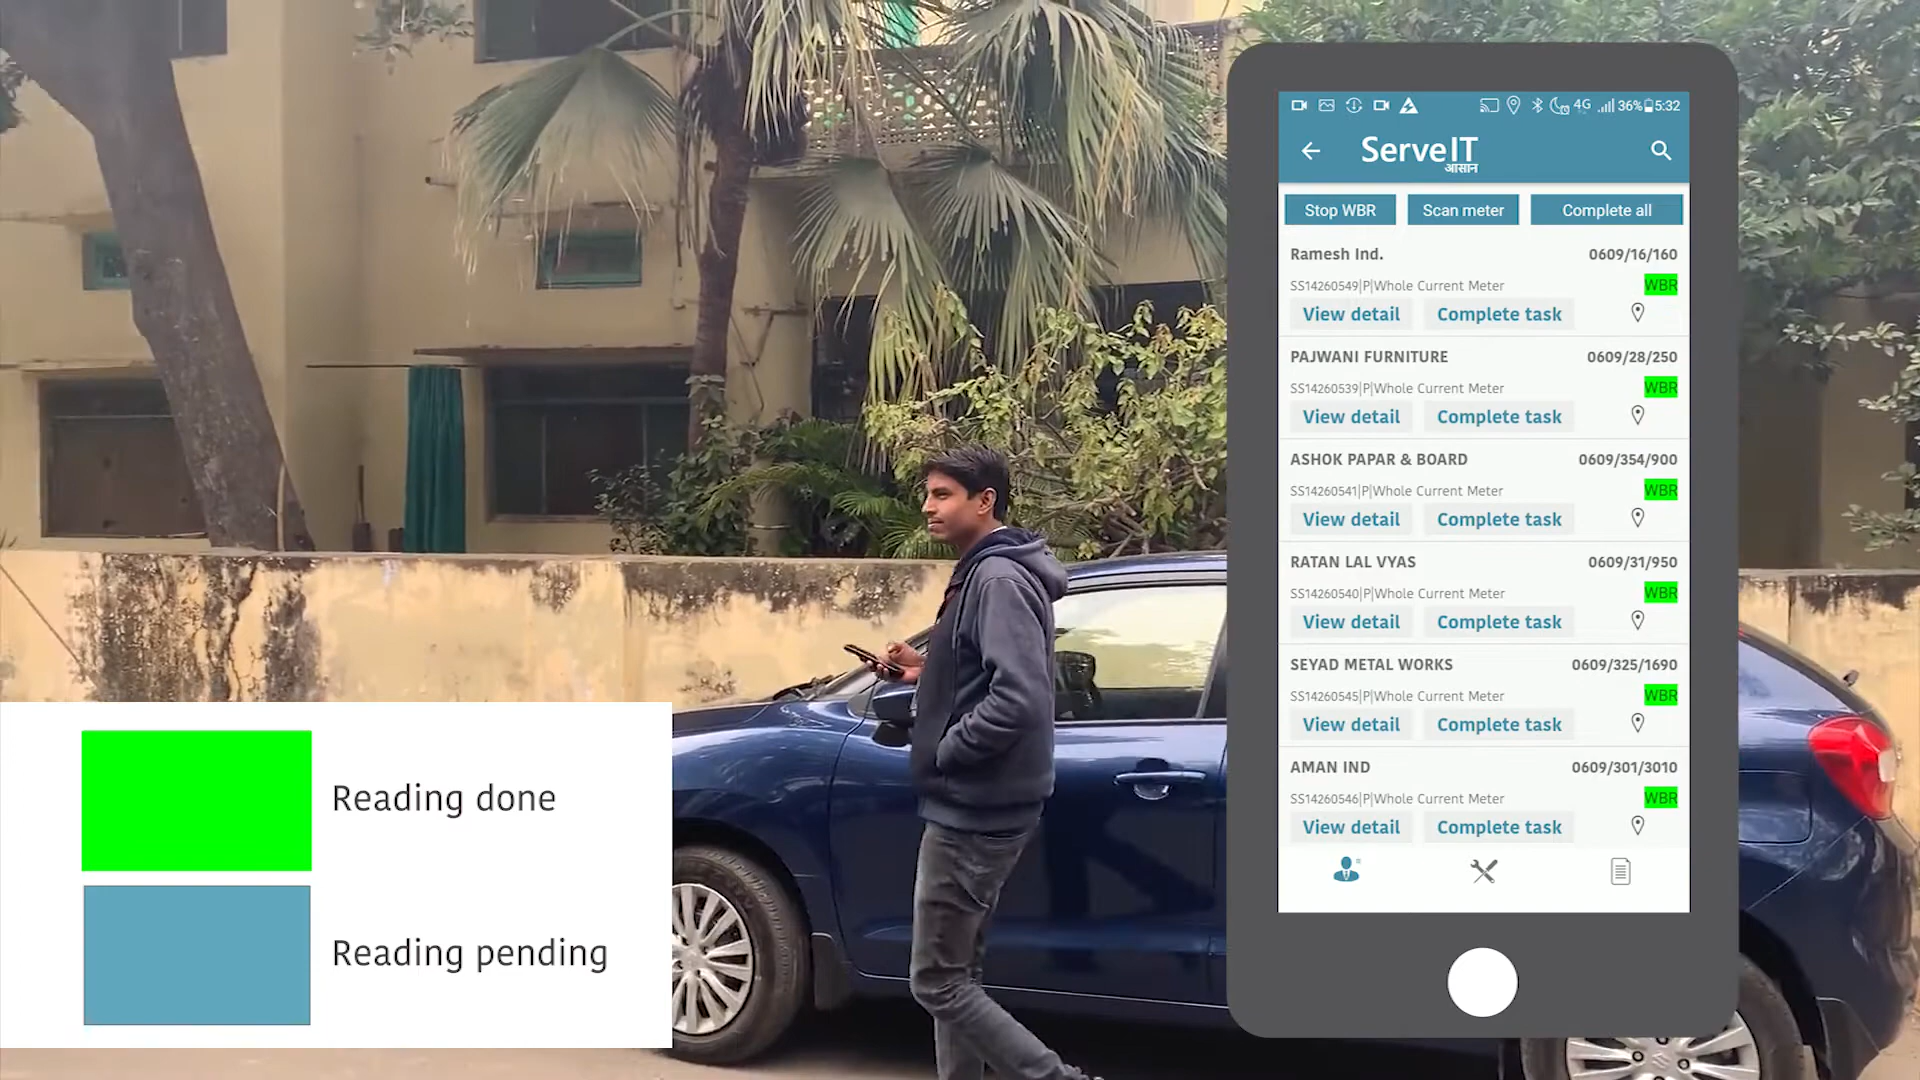 4G 36% 5:32
ServeIT
आसान
Stop WBR Scan meter Complete all
Ramesh Ind. 0609/16/160
SS14260549|P|Whole Current Meter WBR
View detail Complete task
PAJWANI FURNITURE 0609/28/250
SS14260539|P|Whole Current Meter WBR
View detail Complete task
ASHOK PAPAR & BOARD 0609/354/900
SS14260541|P|Whole Current Meter WBR
View detail Complete task
RATAN LAL VYAS 0609/31/950
SS14260540|P|Whole Current Meter WBR
View detail Complete task
SEYAD METAL WORKS 0609/325/1690
SS14260545|P|Whole Current Meter WBR
View detail Complete task
AMAN IND 0609/301/3010
SS14260546|P|Whole Current Meter WBR
View detail Complete task
Reading done
Reading pending